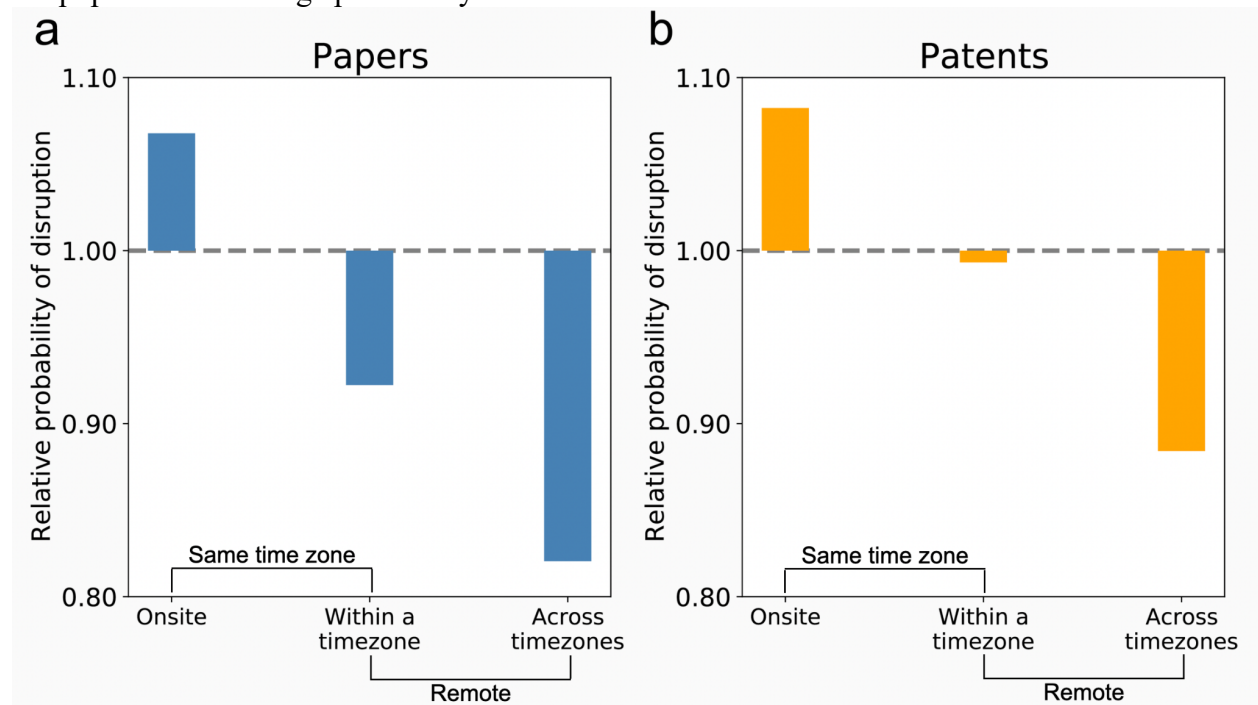 a
Papers
Relative probability of disruption
1.10
1.00
0.90
0.80
Same time zone
Onsite
Within a
timezone
Across
timezones
Remote
b
Patents
Relative probability of disruption
1.10
1.00
0.90
0.80
Same time zone
Onsite
Within a
timezone
Across
timezones
Remote